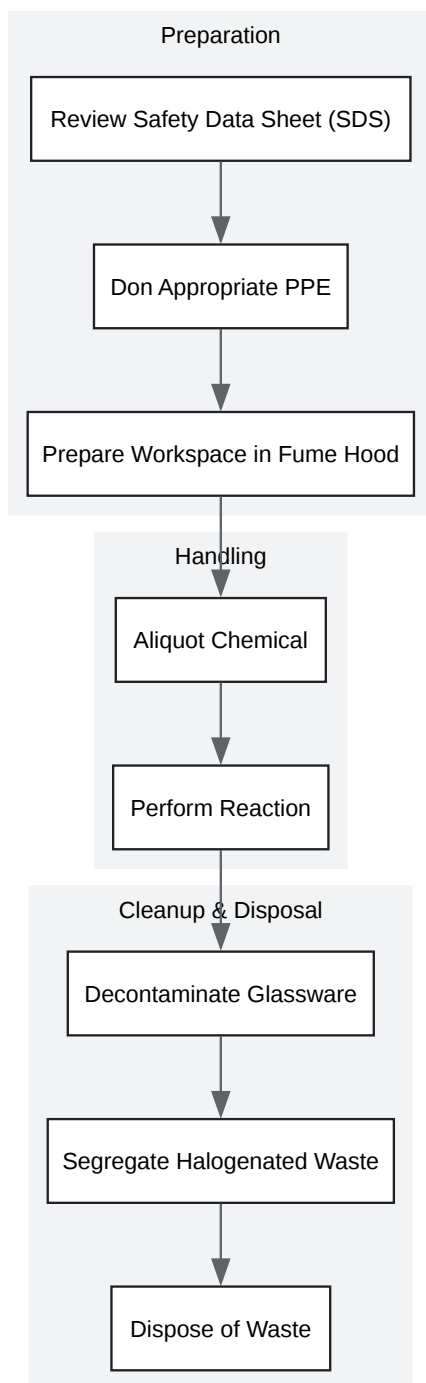 Preparation
Review Safety Data Sheet (SDS)
Don Appropriate PPE
Prepare Workspace in Fume Hood
Handling
Aliquot Chemical
Perform Reaction
Cleanup & Disposal
Decontaminate Glassware
Segregate Halogenated Waste
Dispose of Waste